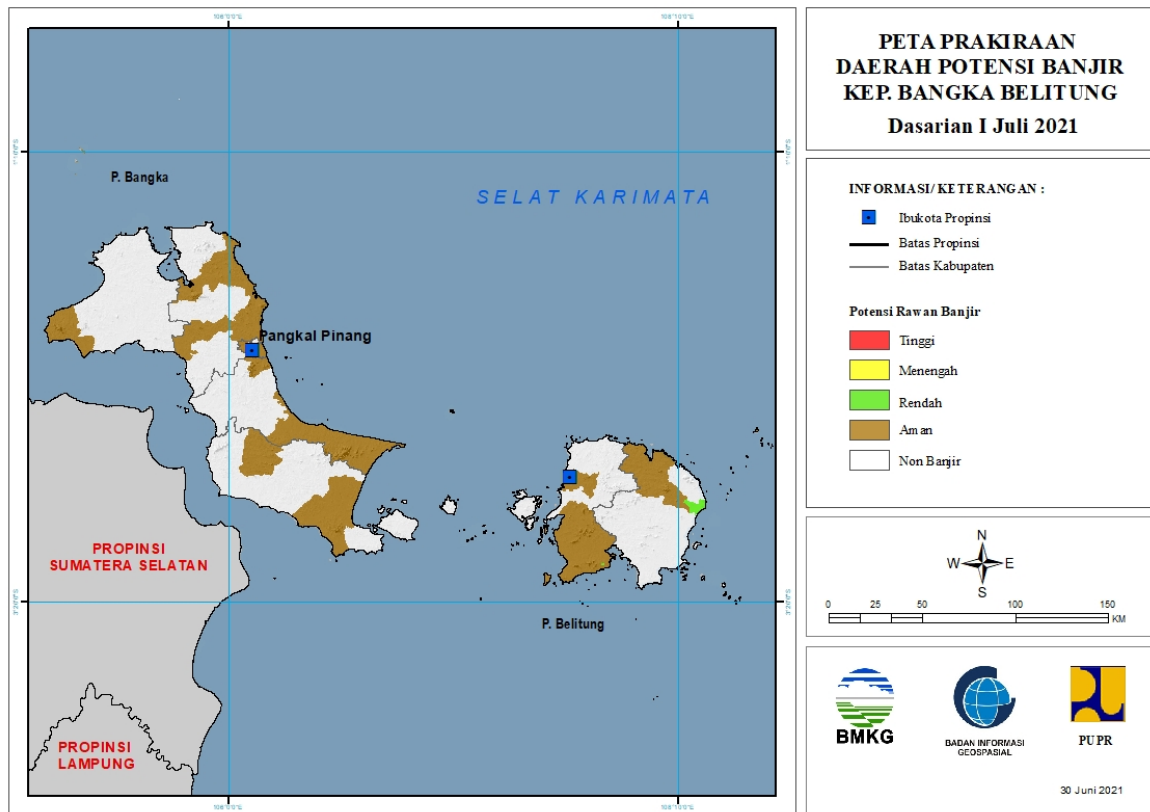 PETA PRAKIRAAN
DAERAH POTENSI BANJIR
KEP. BANGKA BELITUNG
Dasarian I Juli 2021
INFORMASI/ KETERANGAN :
Ibukota Propinsi
Batas Propinsi
Batas Kabupaten
Potensi Rawan Banjir
Tinggi
Menengah
Rendah
Aman
Non Banjir
N
W
E
S
0 25 50 100 150
KM
BMKG
BADAN INFORMASI
GEOSPASIAL
PUPR
30 Juni 2021
P. Bangka
SELAT KARIMATA
Pangkal Pinang
PROPINSI
SUMATERA SELATAN
P. Belitung
PROPINSI
LAMPUNG